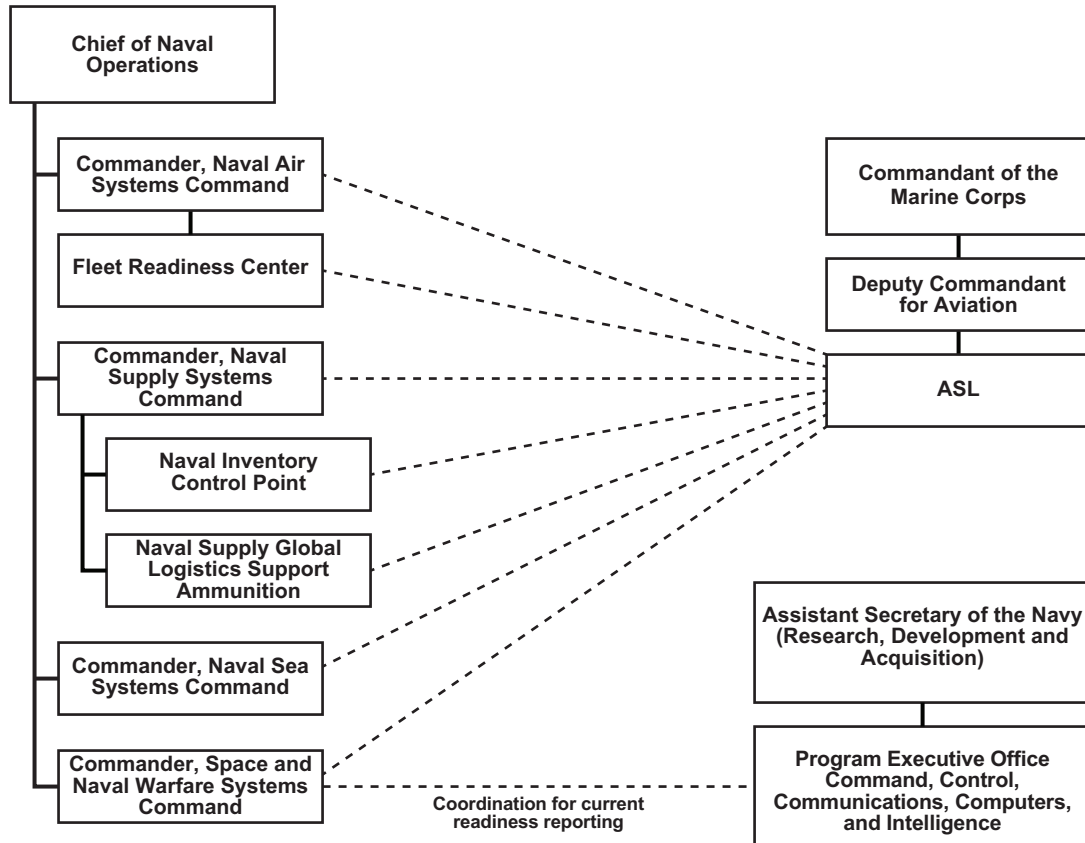 Chief of Naval
Operations
Commander, Naval Air
Systems Command
Fleet Readiness Center
Commander, Naval
Supply Systems
Command
Naval Inventory
Control Point
Naval Supply Global
Logistics Support
Ammunition
Commander, Naval Sea
Systems Command
Commander, Space and
Naval Warfare Systems
Command
Coordination for current
readiness reporting
Commandant of the
Marine Corps
Deputy Commandant
for Aviation
ASL
Assistant Secretary of the Navy
(Research, Development and
Acquisition)
Program Executive Office
Command, Control,
Communications, Computers,
and Intelligence